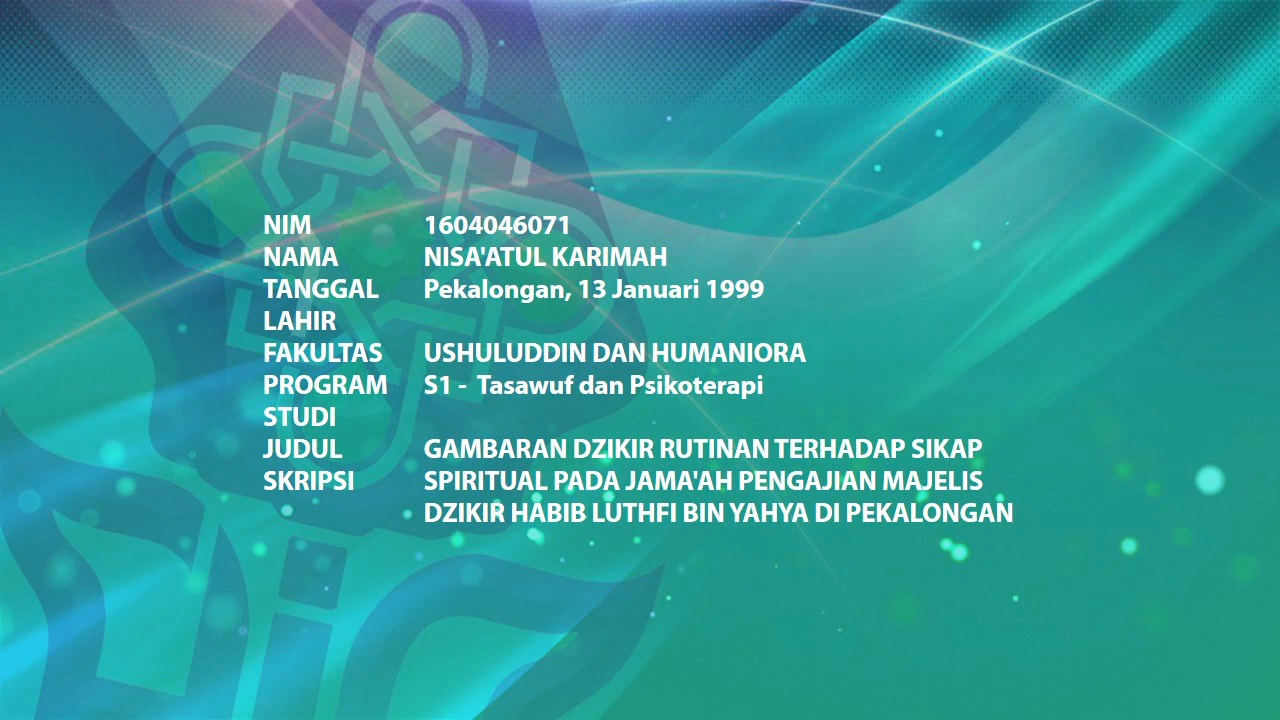 NIM 1604046071
NAMA NISA'ATUL KARIMAH
TANGGAL Pekalongan, 13 Januari 1999
LAHIR
FAKULTAS USHULUDDIN DAN HUMANIORA
PROGRAM S1 - Tasawuf dan Psikoterapi
STUDI
JUDUL GAMBARAN DZIKIR RUTINAN TERHADAP SIKAP
SKRIPSI SPIRITUAL PADA JAMA'AH PENGAJIAN MAJELIS
DZIKIR HABIB LUTHFI BIN YAHYA DI PEKALONGAN